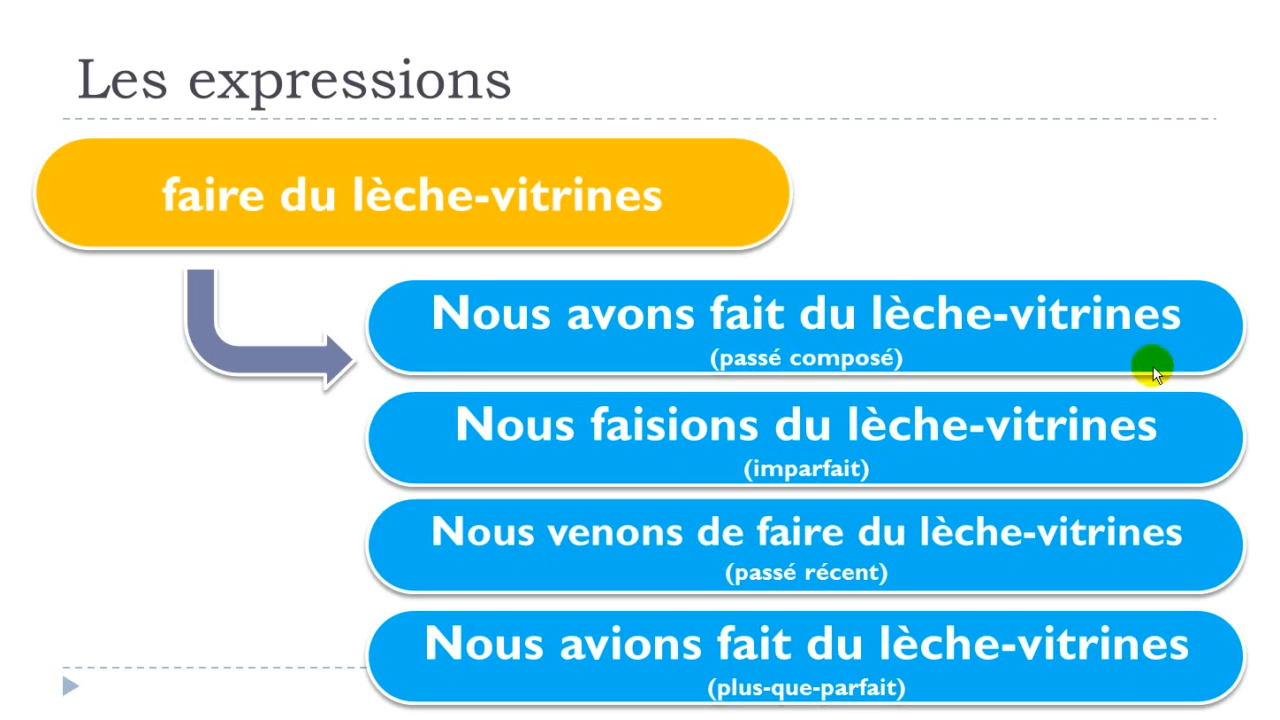 Les expressions
faire du lèche-vitrines
Nous avons fait du lèche-vitrines
(passé composé)
Nous faisions du lèche-vitrines
(imparfait)
Nous venons de faire du lèche-vitrines
(passé récent)
Nous avions fait du lèche-vitrines
(plus-que-parfait)